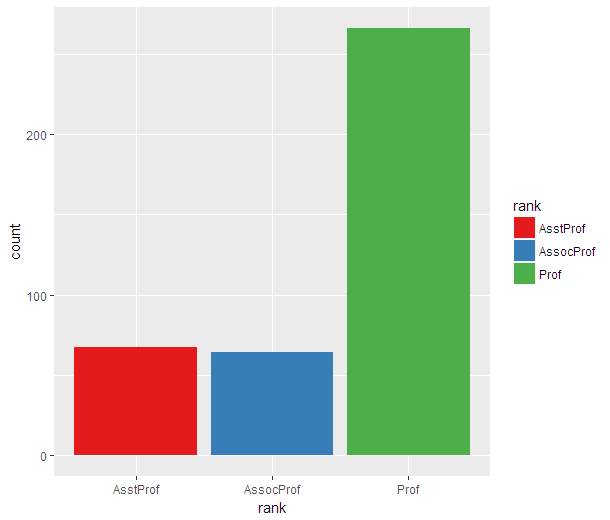 count
200
100
0
AsstProf
AssocProf
Prof
rank
rank
AsstProf
AssocProf
Prof